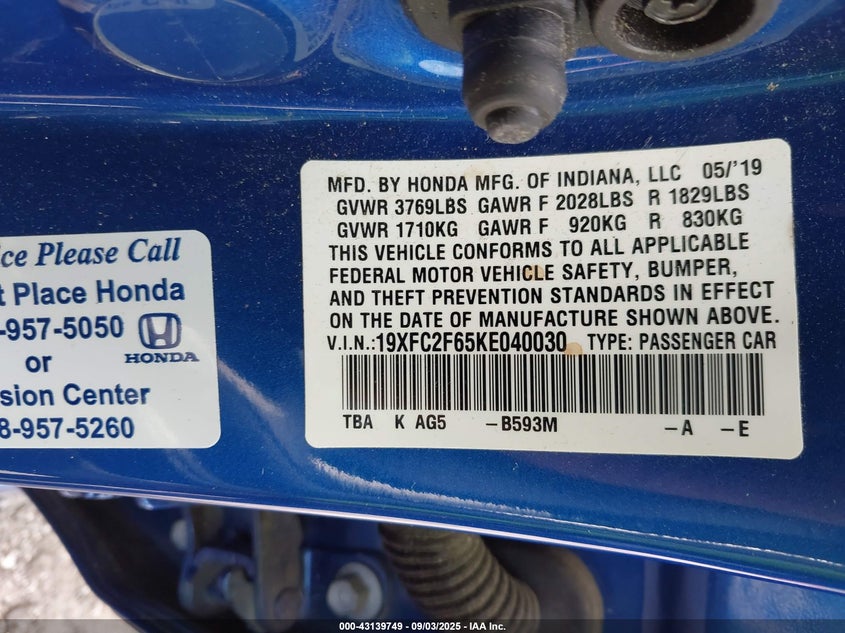 ce Please Call
t Place Honda
-957-5050
HONDA
or
sion Center
8-957-5260
MFD. BY HONDA MFG. OF INDIANA, LLC 05/'19
GVWR 3769LBS GAWR F 2028LBS R 1829LBS
GVWR 1710KG GAWR F 920KG R 830KG
THIS VEHICLE CONFORMS TO ALL APPLICABLE
FEDERAL MOTOR VEHICLE SAFETY, BUMPER,
AND THEFT PREVENTION STANDARDS IN EFFECT
ON THE DATE OF MANUFACTURE SHOWN ABOVE.
V.I.N.:19XFC2F65KE040030 TYPE: PASSENGER CAR
TBA K AG5 -B593M -A -E
000-43139749 - 09/03/2025 - IAA Inc.